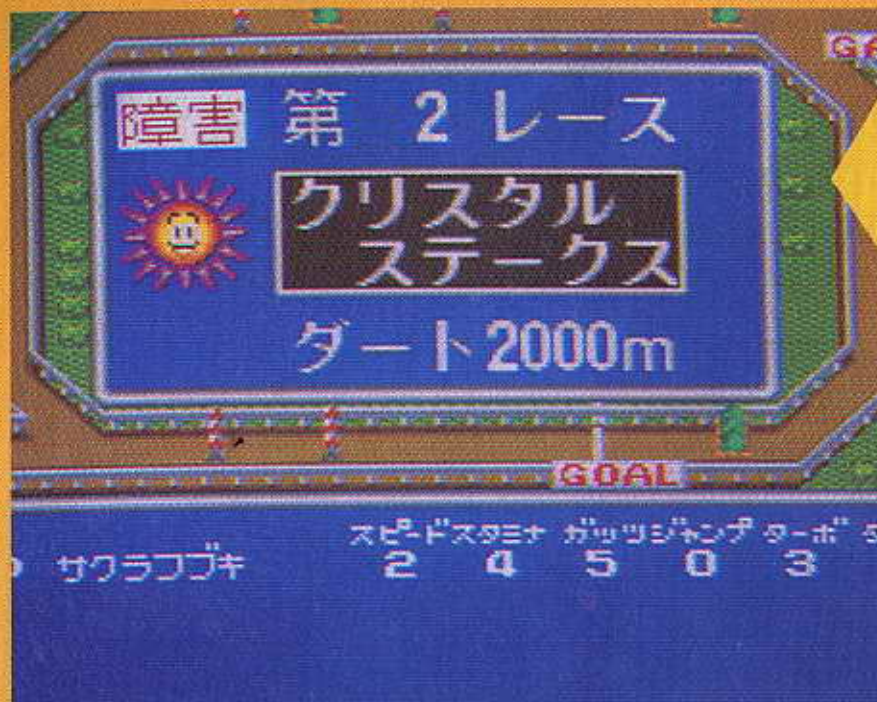 GA
障害 第 2 レース
クリスタル
ステークス
ダート2000m
GOAL
スピード スタミナ ガッツ ジャンプ ターボ タ
サクラフブキ 2 4 5 0 3